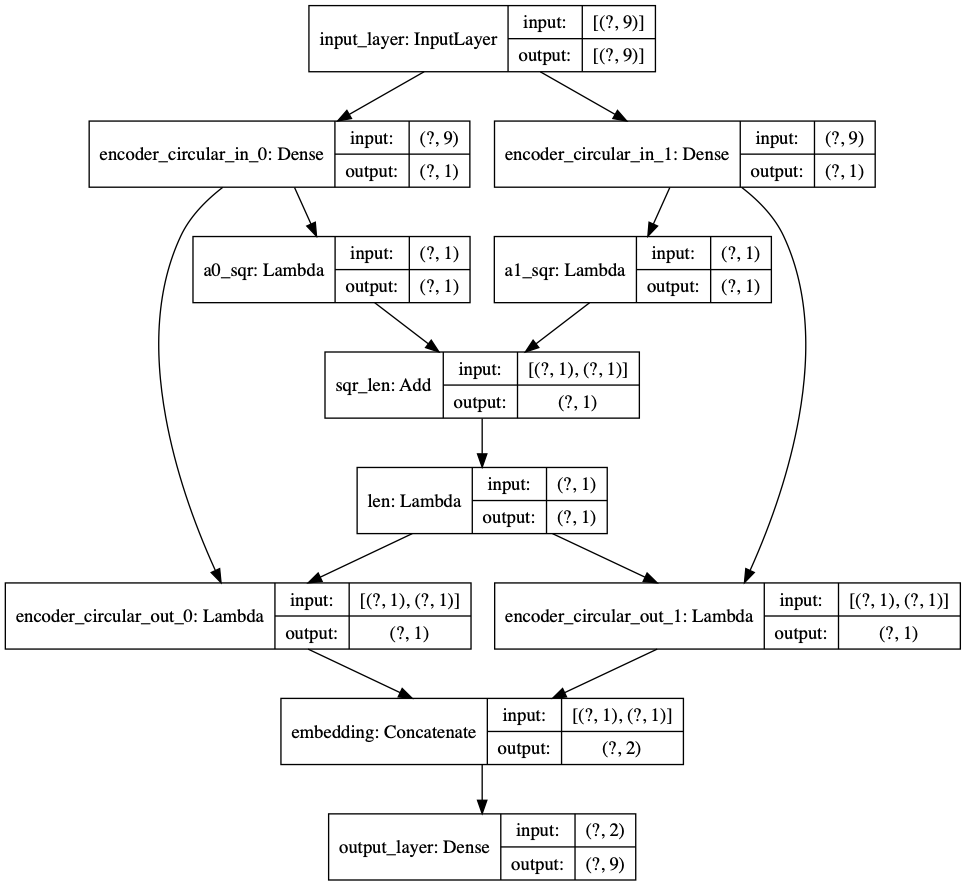 input_layer: InputLayer
input: [(?, 9)]
output: [(?, 9)]
encoder_circular_in_0: Dense
input: (?, 9)
output: (?, 1)
encoder_circular_in_1: Dense
input: (?, 9)
output: (?, 1)
a0_sqr: Lambda
input: (?, 1)
output: (?, 1)
a1_sqr: Lambda
input: (?, 1)
output: (?, 1)
sqr_len: Add
input: [(?, 1), (?, 1)]
output: (?, 1)
len: Lambda
input: (?, 1)
output: (?, 1)
encoder_circular_out_0: Lambda
input: [(?, 1), (?, 1)]
output: (?, 1)
encoder_circular_out_1: Lambda
input: [(?, 1), (?, 1)]
output: (?, 1)
embedding: Concatenate
input: [(?, 1), (?, 1)]
output: (?, 2)
output_layer: Dense
input: (?, 2)
output: (?, 9)